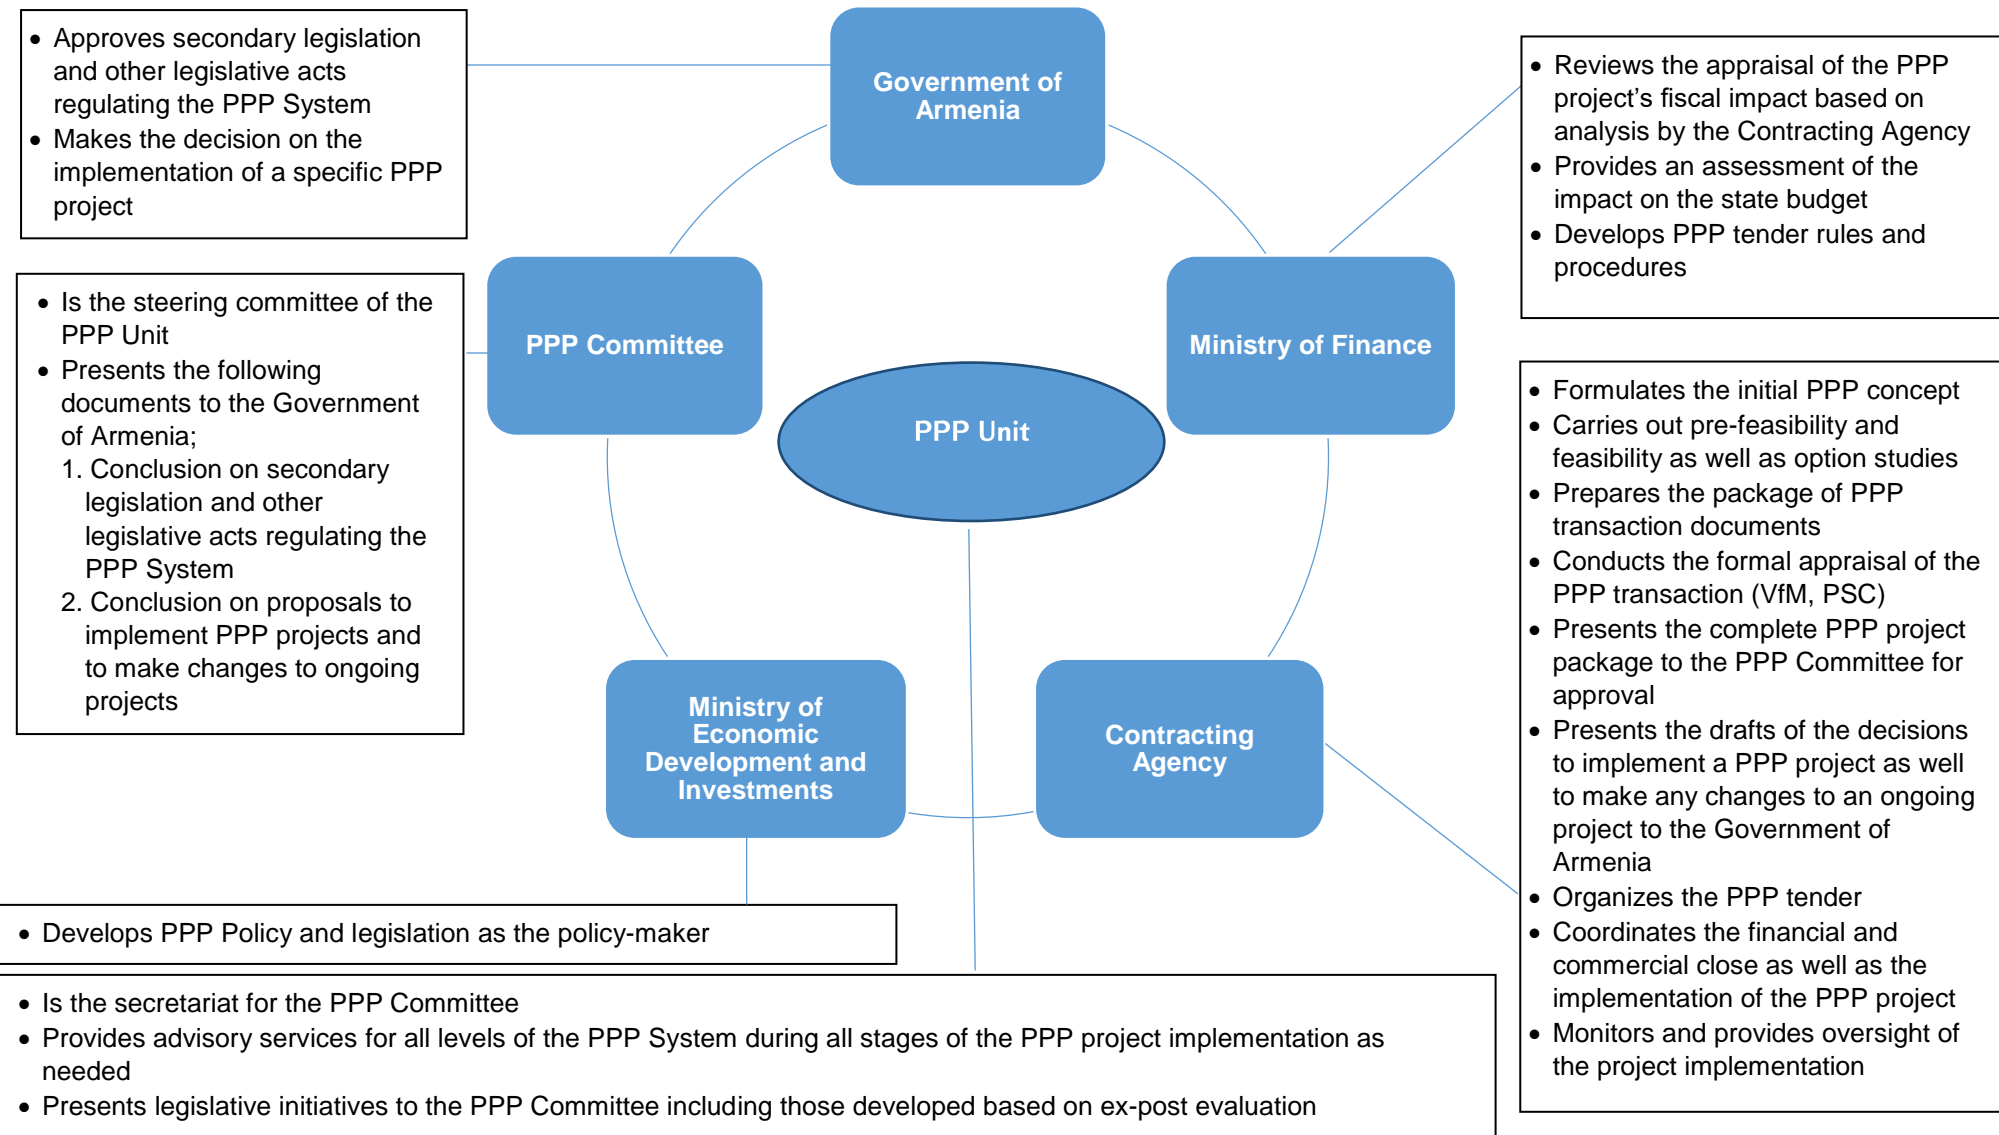 • Approves secondary legislation
and other legislative acts
regulating the PPP System
• Makes the decision on the
implementation of a specific PPP
project
Government of
Armenia
• Reviews the appraisal of the PPP
project’s fiscal impact based on
analysis by the Contracting Agency
• Provides an assessment of the
impact on the state budget
• Develops PPP tender rules and
procedures
• Is the steering committee of the
PPP Unit
• Presents the following
documents to the Government
of Armenia;
1. Conclusion on secondary
legislation and other
legislative acts regulating the
PPP System
2. Conclusion on proposals to
implement PPP projects and
to make changes to ongoing
projects
PPP Committee
Ministry of Finance
PPP Unit
• Formulates the initial PPP concept
• Carries out pre-feasibility and
feasibility as well as option studies
• Prepares the package of PPP
transaction documents
• Conducts the formal appraisal of the
PPP transaction (VfM, PSC)
• Presents the complete PPP project
package to the PPP Committee for
approval
• Presents the drafts of the decisions
to implement a PPP project as well
to make any changes to an ongoing
project to the Government of
Armenia
• Organizes the PPP tender
• Coordinates the financial and
commercial close as well as the
implementation of the PPP project
• Monitors and provides oversight of
the project implementation
Ministry of
Economic
Development and
Investments
Contracting
Agency
• Develops PPP Policy and legislation as the policy-maker
• Is the secretariat for the PPP Committee
• Provides advisory services for all levels of the PPP System during all stages of the PPP project implementation as
needed
• Presents legislative initiatives to the PPP Committee including those developed based on ex-post evaluation